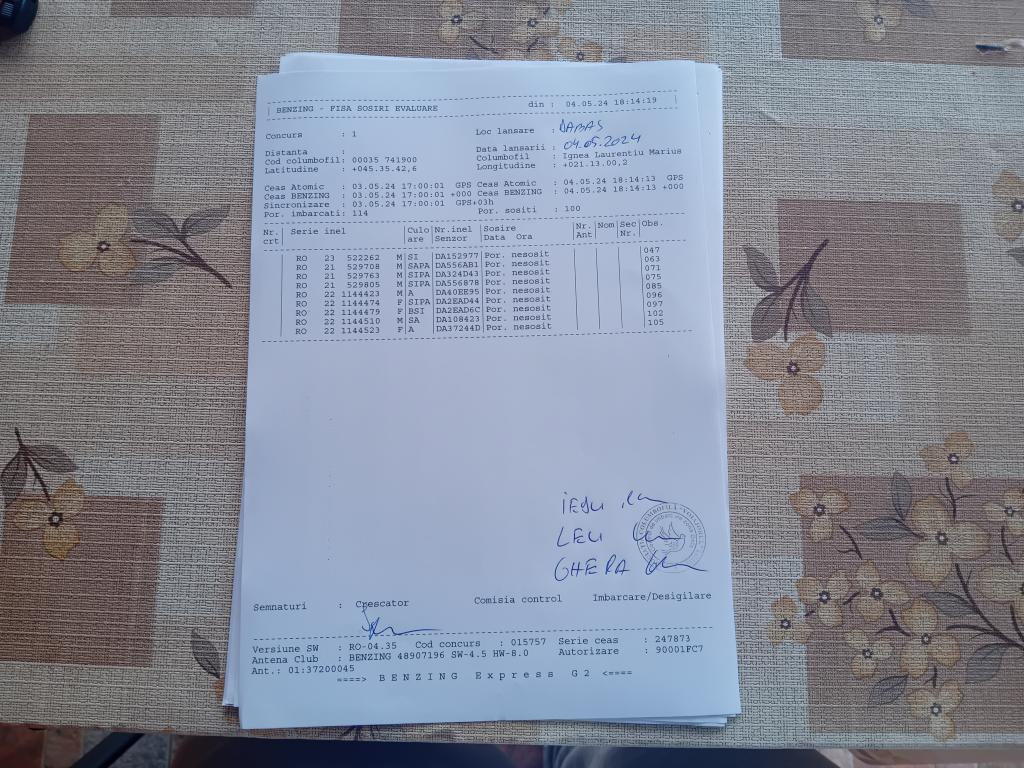 BENZING - FISA SOSIRI EVALUARE din : 04.05.24 18:14:19
Concurs : 1 Loc lansare : DABAS
Distanta : Data lansarii : 04.05.2024
Cod columbofil: 00035 741900 Columbofil : Ignea Laurentiu Marius
Latitudine : +045.35.42,6 Longitudine : +021.13.00,2
Ceas Atomic : 03.05.24 17:00:01 GPS Ceas Atomic : 04.05.24 18:14:13 GPS
Ceas BENZING : 03.05.24 17:00:01 +000 Ceas BENZING : 04.05.24 18:14:13 +000
Sincronizare : 03.05.24 17:00:01 GPS+03h
Por. imbarcati: 114 Por. sositi : 100
Nr. | Serie inel | Culo | Nr.inel | Sosire | Nr. | Nom | Sec | Obs.
crt | are | Senzor | Data Ora | Ant | Nr.
RO 23 522262 M SI DA152977 Por. nesosit 047
RO 21 529708 M SAPA DA556AB1 Por. nesosit 063
RO 21 529763 M SIPA DA324D43 Por. nesosit 071
RO 21 529805 M SIPA DA556878 Por. nesosit 075
RO 22 1144423 M A DA40EE95 Por. nesosit 085
RO 22 1144474 F SIPA DA2EAD44 Por. nesosit 096
RO 22 1144479 F BSI DA2EAD6C Por. nesosit 097
RO 22 1144510 M SA DA108423 Por. nesosit 102
RO 22 1144523 F A DA37244D Por. nesosit 105
LELI
GHERA
Semnaturi : Crescator Comisia control Imbarcare/Desigilare
Versiune SW : RO-04.35 Cod concurs : 015757 Serie ceas : 247873
Antena Club : BENZING 48907196 SW-4.5 HW-8.0 Autorizare : 90001FC7
Ant.: 01:37200045
====> B E N Z I N G E x p r e s s G 2 <====